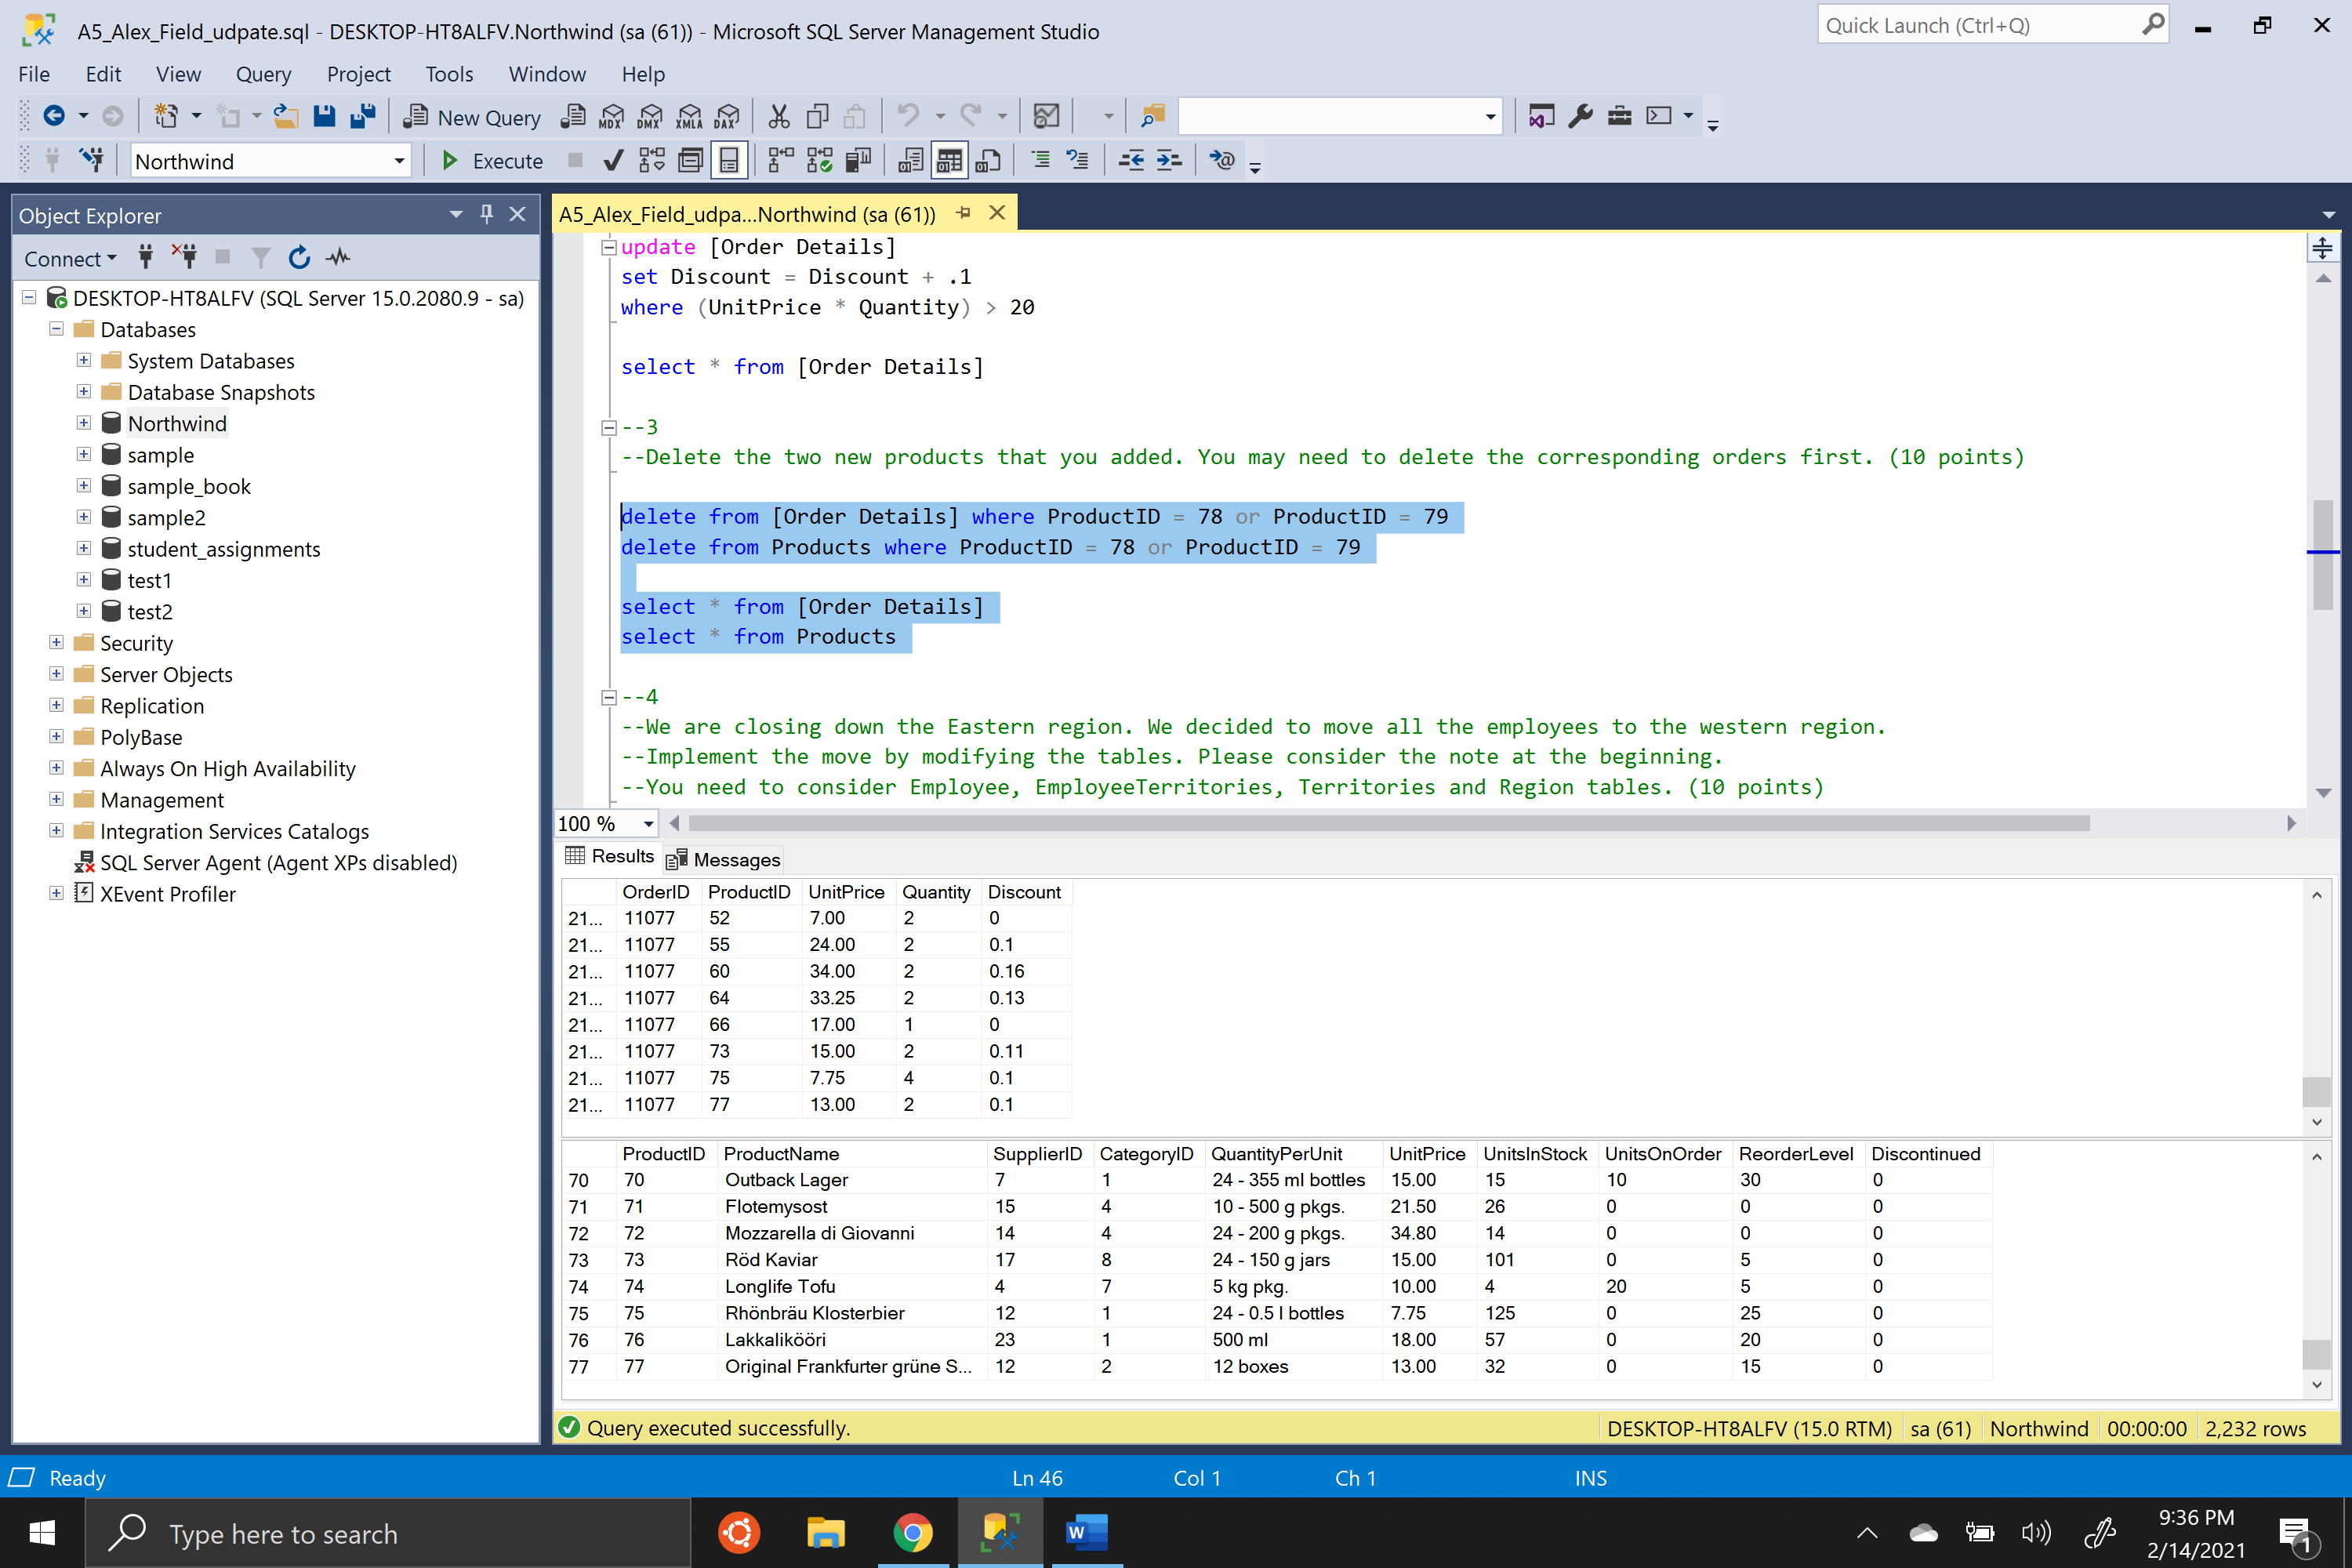 A5_Alex_Field_udpate.sql - DESKTOP-HT8ALFV.Northwind (sa (61)) - Microsoft SQL Server Management Studio
Quick Launch (Ctrl+Q)
File Edit View Query Project Tools Window Help
New Query MDX DMX XMLA DAX
Northwind Execute
Object Explorer
Connect
DESKTOP-HT8ALFV (SQL Server 15.0.2080.9 - sa)
Databases
System Databases
Database Snapshots
Northwind
sample
sample_book
sample2
student_assignments
test1
test2
Security
Server Objects
Replication
PolyBase
Always On High Availability
Management
Integration Services Catalogs
SQL Server Agent (Agent XPs disabled)
XEvent Profiler
A5_Alex_Field_udpa...Northwind (sa (61))
update [Order Details]
set Discount = Discount + .1
where (UnitPrice * Quantity) > 20
select * from [Order Details]
--3
--Delete the two new products that you added. You may need to delete the corresponding orders first. (10 points)
delete from [Order Details] where ProductID = 78 or ProductID = 79
delete from Products where ProductID = 78 or ProductID = 79
select * from [Order Details]
select * from Products
--4
--We are closing down the Eastern region. We decided to move all the employees to the western region.
--Implement the move by modifying the tables. Please consider the note at the beginning.
--You need to consider Employee, EmployeeTerritories, Territories and Region tables. (10 points)
100 %
Results Messages
OrderID ProductID UnitPrice Quantity Discount
21... 11077 52 7.00 2 0
21... 11077 55 24.00 2 0.1
21... 11077 60 34.00 2 0.16
21... 11077 64 33.25 2 0.13
21... 11077 66 17.00 1 0
21... 11077 73 15.00 2 0.11
21... 11077 75 7.75 4 0.1
21... 11077 77 13.00 2 0.1
ProductID ProductName SupplierID CategoryID QuantityPerUnit UnitPrice UnitsInStock UnitsOnOrder ReorderLevel Discontinued
70 70 Outback Lager 7 1 24 - 355 ml bottles 15.00 15 10 30 0
71 71 Flotemysost 15 4 10 - 500 g pkgs. 21.50 26 0 0 0
72 72 Mozzarella di Giovanni 14 4 24 - 200 g pkgs. 34.80 14 0 0 0
73 73 Röd Kaviar 17 8 24 - 150 g jars 15.00 101 0 5 0
74 74 Longlife Tofu 4 7 5 kg pkg. 10.00 4 20 5 0
75 75 Rhönbräu Klosterbier 12 1 24 - 0.5 l bottles 7.75 125 0 25 0
76 76 Lakkalikööri 23 1 500 ml 18.00 57 0 20 0
77 77 Original Frankfurter grüne S... 12 2 12 boxes 13.00 32 0 15 0
Query executed successfully. DESKTOP-HT8ALFV (15.0 RTM) sa (61) Northwind 00:00:00 2,232 rows
Ready Ln 46 Col 1 Ch 1 INS
Type here to search
W
9:36 PM
2/14/2021
1